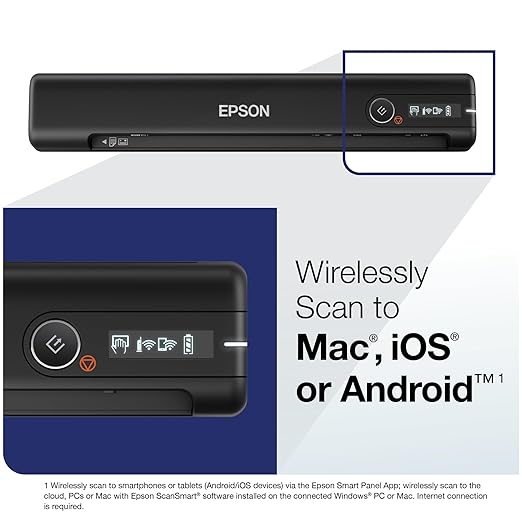 EPSON
Wirelessly
Scan to
Mac®, iOS®
or Android™ 1
1 Wirelessly scan to smartphones or tablets (Android/iOS devices) via the Epson Smart Panel App; wirelessly scan to the
cloud, PCs or Mac with Epson ScanSmart® software installed on the connected Windows® PC or Mac. Internet connection
is required.